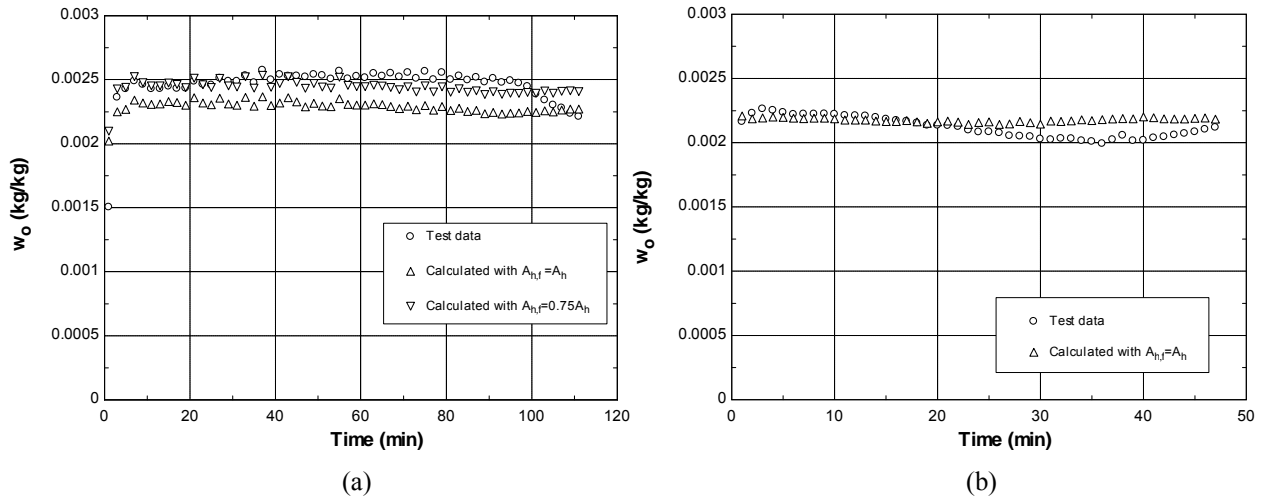 0.003
0.0025
0.002
0.0015
0.001
0.0005
0
w_o (kg/kg)
0 20 40 60 80 100 120
Time (min)
Test data
Calculated with A_h,f=A_h
Calculated with A_h,f=0.75A_h
(a)
0.003
0.0025
0.002
0.0015
0.001
0.0005
0
w_o (kg/kg)
0 10 20 30 40 50
Time (min)
Test data
Calculated with A_h,f=A_h
(b)